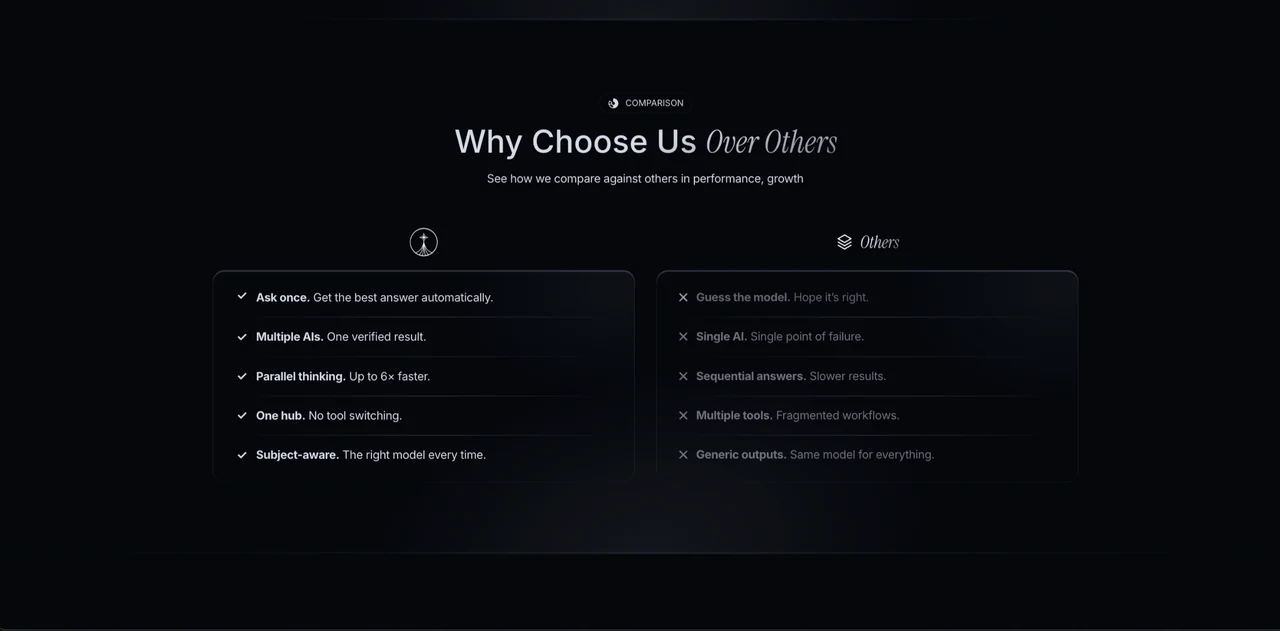 COMPARISON
Why Choose Us Over Others
See how we compare against others in performance, growth
Others
Ask once. Get the best answer automatically.
Multiple AIs. One verified result.
Parallel thinking. Up to 6× faster.
One hub. No tool switching.
Subject-aware. The right model every time.
Guess the model. Hope it's right.
Single AI. Single point of failure.
Sequential answers. Slower results.
Multiple tools. Fragmented workflows.
Generic outputs. Same model for everything.